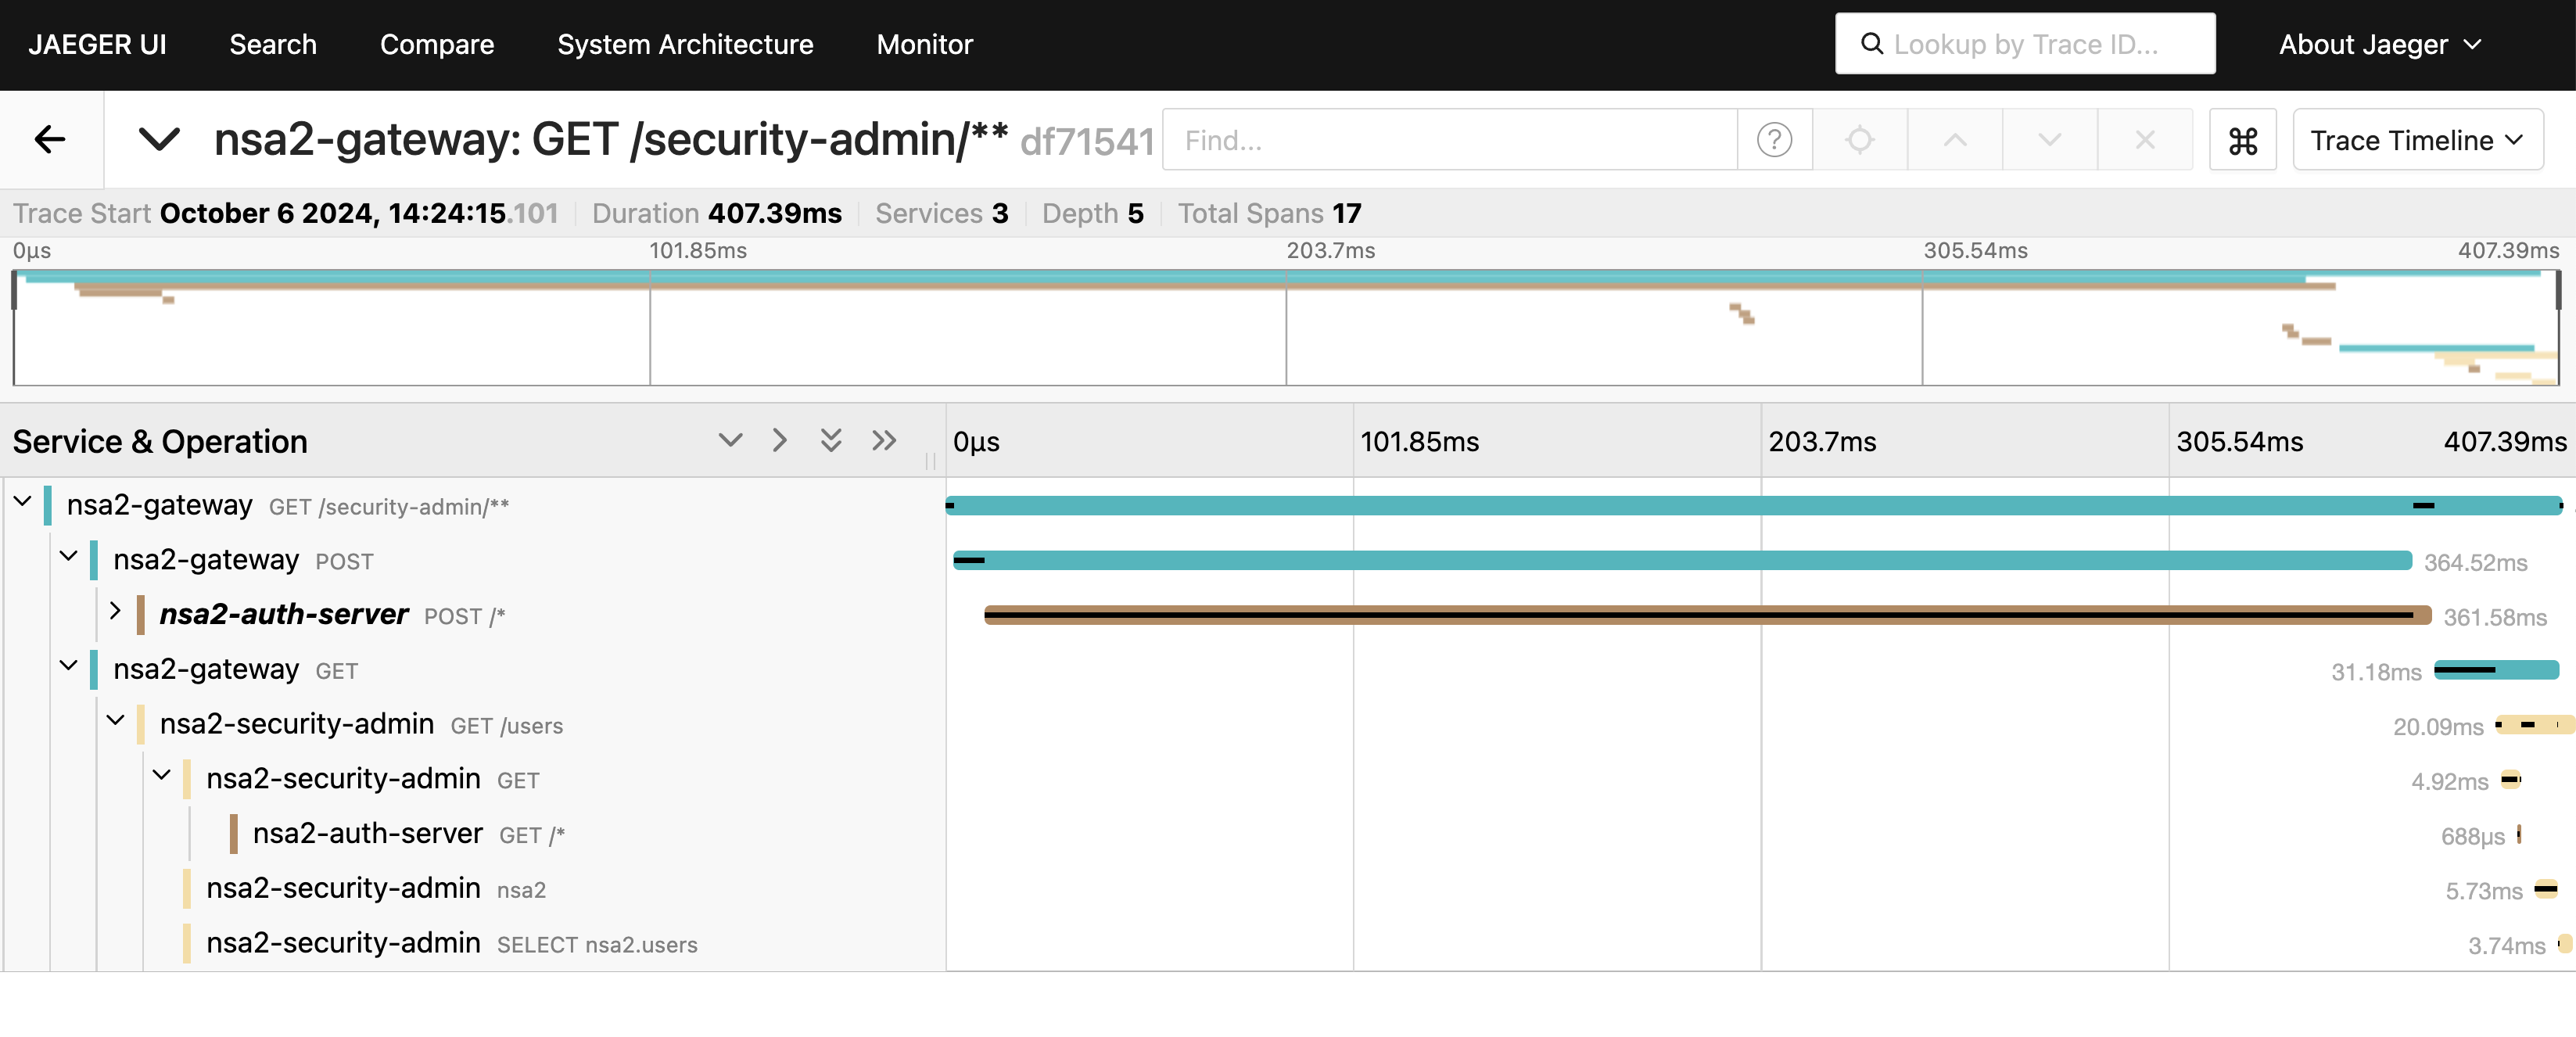 JAEGER UI Search Compare System Architecture Monitor Lookup by Trace ID... About Jaeger
nsa2-gateway: GET /security-admin/** df71541 Find... ? ⌘ Trace Timeline
Trace Start October 6 2024, 14:24:15.101 Duration 407.39ms Services 3 Depth 5 Total Spans 17
0μs 101.85ms 203.7ms 305.54ms 407.39ms
Service & Operation 0μs 101.85ms 203.7ms 305.54ms 407.39ms
nsa2-gateway GET /security-admin/**
nsa2-gateway POST 364.52ms
nsa2-auth-server POST /* 361.58ms
nsa2-gateway GET 31.18ms
nsa2-security-admin GET /users 20.09ms
nsa2-security-admin GET 4.92ms
nsa2-auth-server GET /* 688μs
nsa2-security-admin nsa2 5.73ms
nsa2-security-admin SELECT nsa2.users 3.74ms